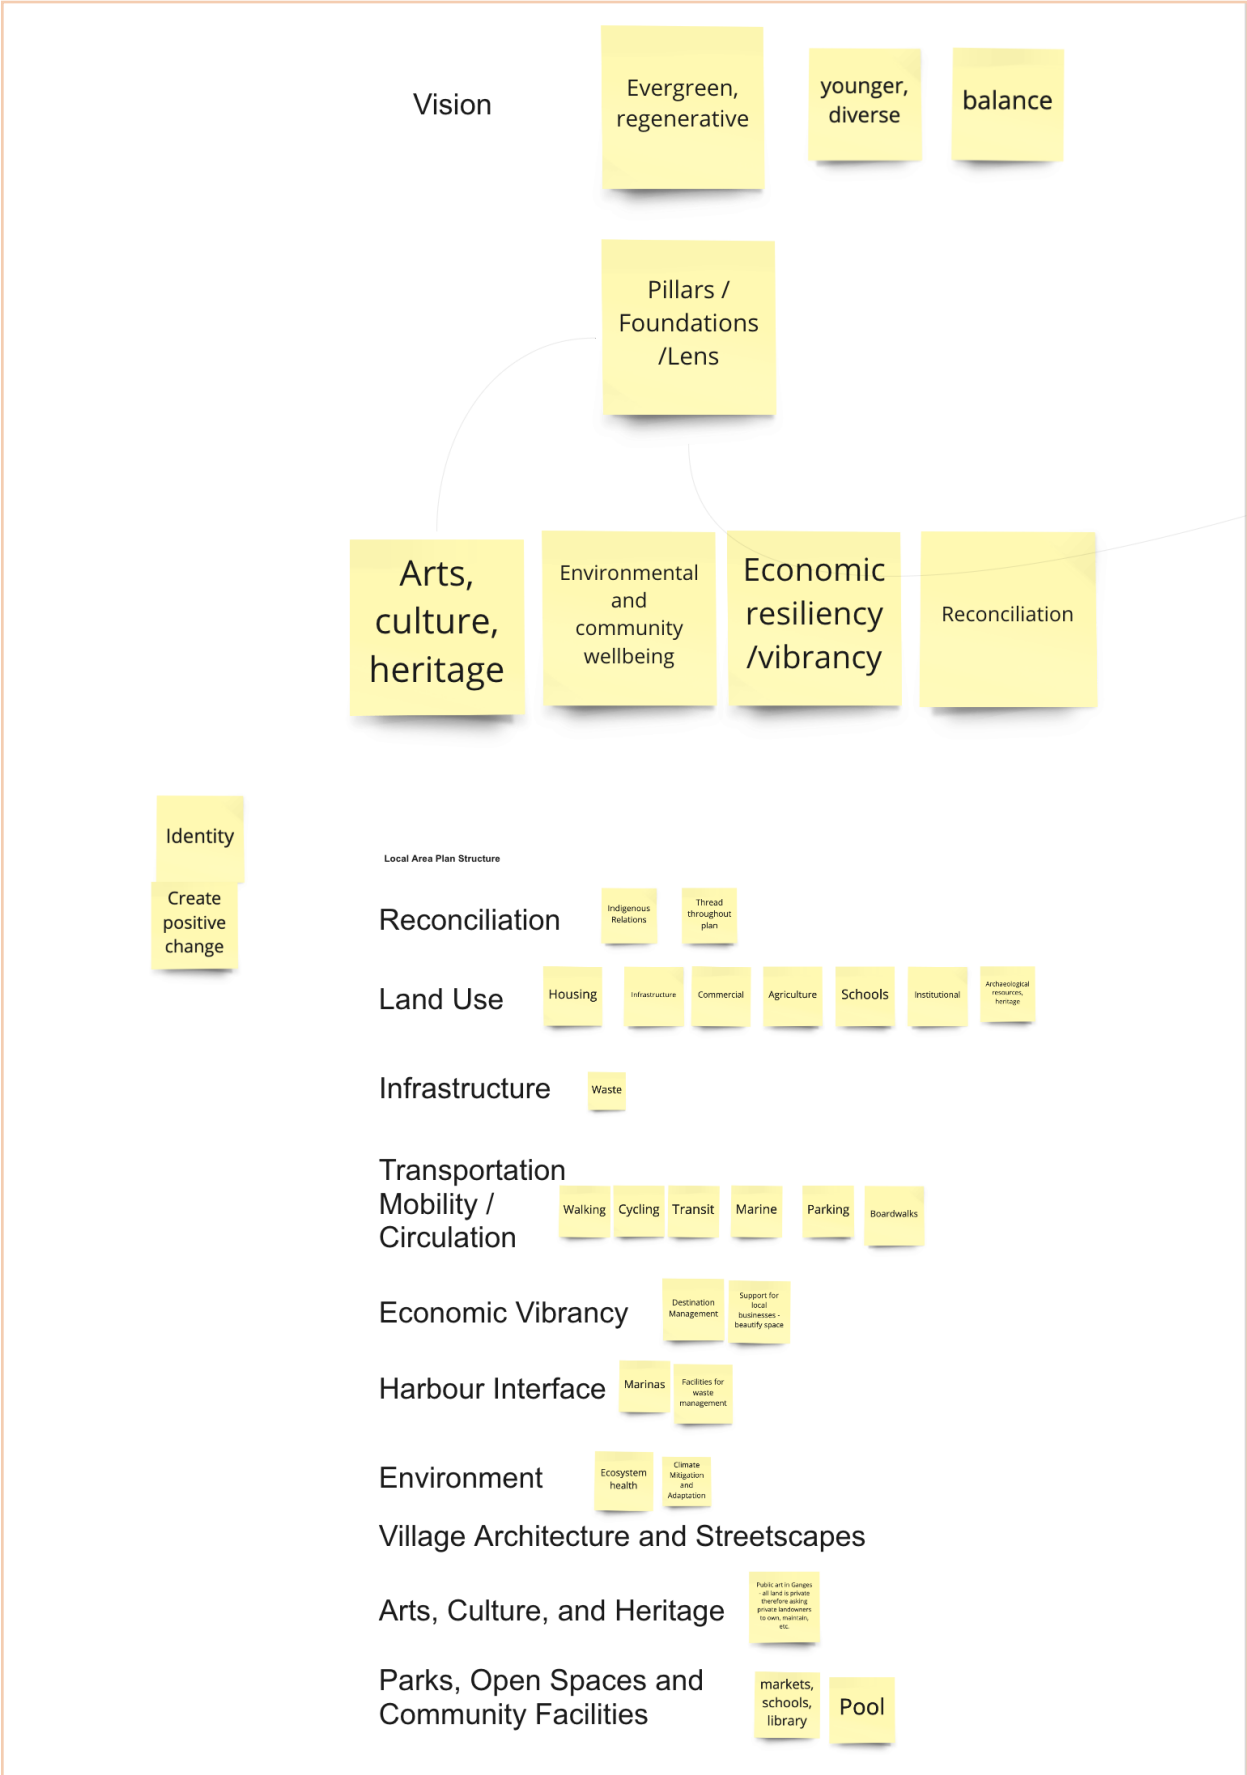 Vision
Evergreen,
regenerative
younger,
diverse
balance
Pillars /
Foundations
/Lens
Arts,
culture,
heritage
Environmental
and
community
wellbeing
Economic
resiliency
/vibrancy
Reconciliation
Identity
Create
positive
change
Local Area Plan Structure
Reconciliation
Indigenous
Relations
Thread
throughout
plan
Land Use
Housing
Infrastructure
Commercial
Agriculture
Schools
Institutional
Archaeological
resources,
heritage
Infrastructure
Waste
Transportation
Mobility /
Circulation
Walking
Cycling
Transit
Marine
Parking
Boardwalks
Economic Vibrancy
Destination
Management
Support for
local
businesses -
beautify space
Harbour Interface
Marinas
Facilities for
waste
management
Environment
Ecosystem
health
Climate
Mitigation
and
Adaptation
Village Architecture and Streetscapes
Arts, Culture, and Heritage
Public art in Ganges
- all land is private
therefore asking
private landowners
to own, maintain,
etc.
Parks, Open Spaces and
Community Facilities
markets,
schools,
library
Pool